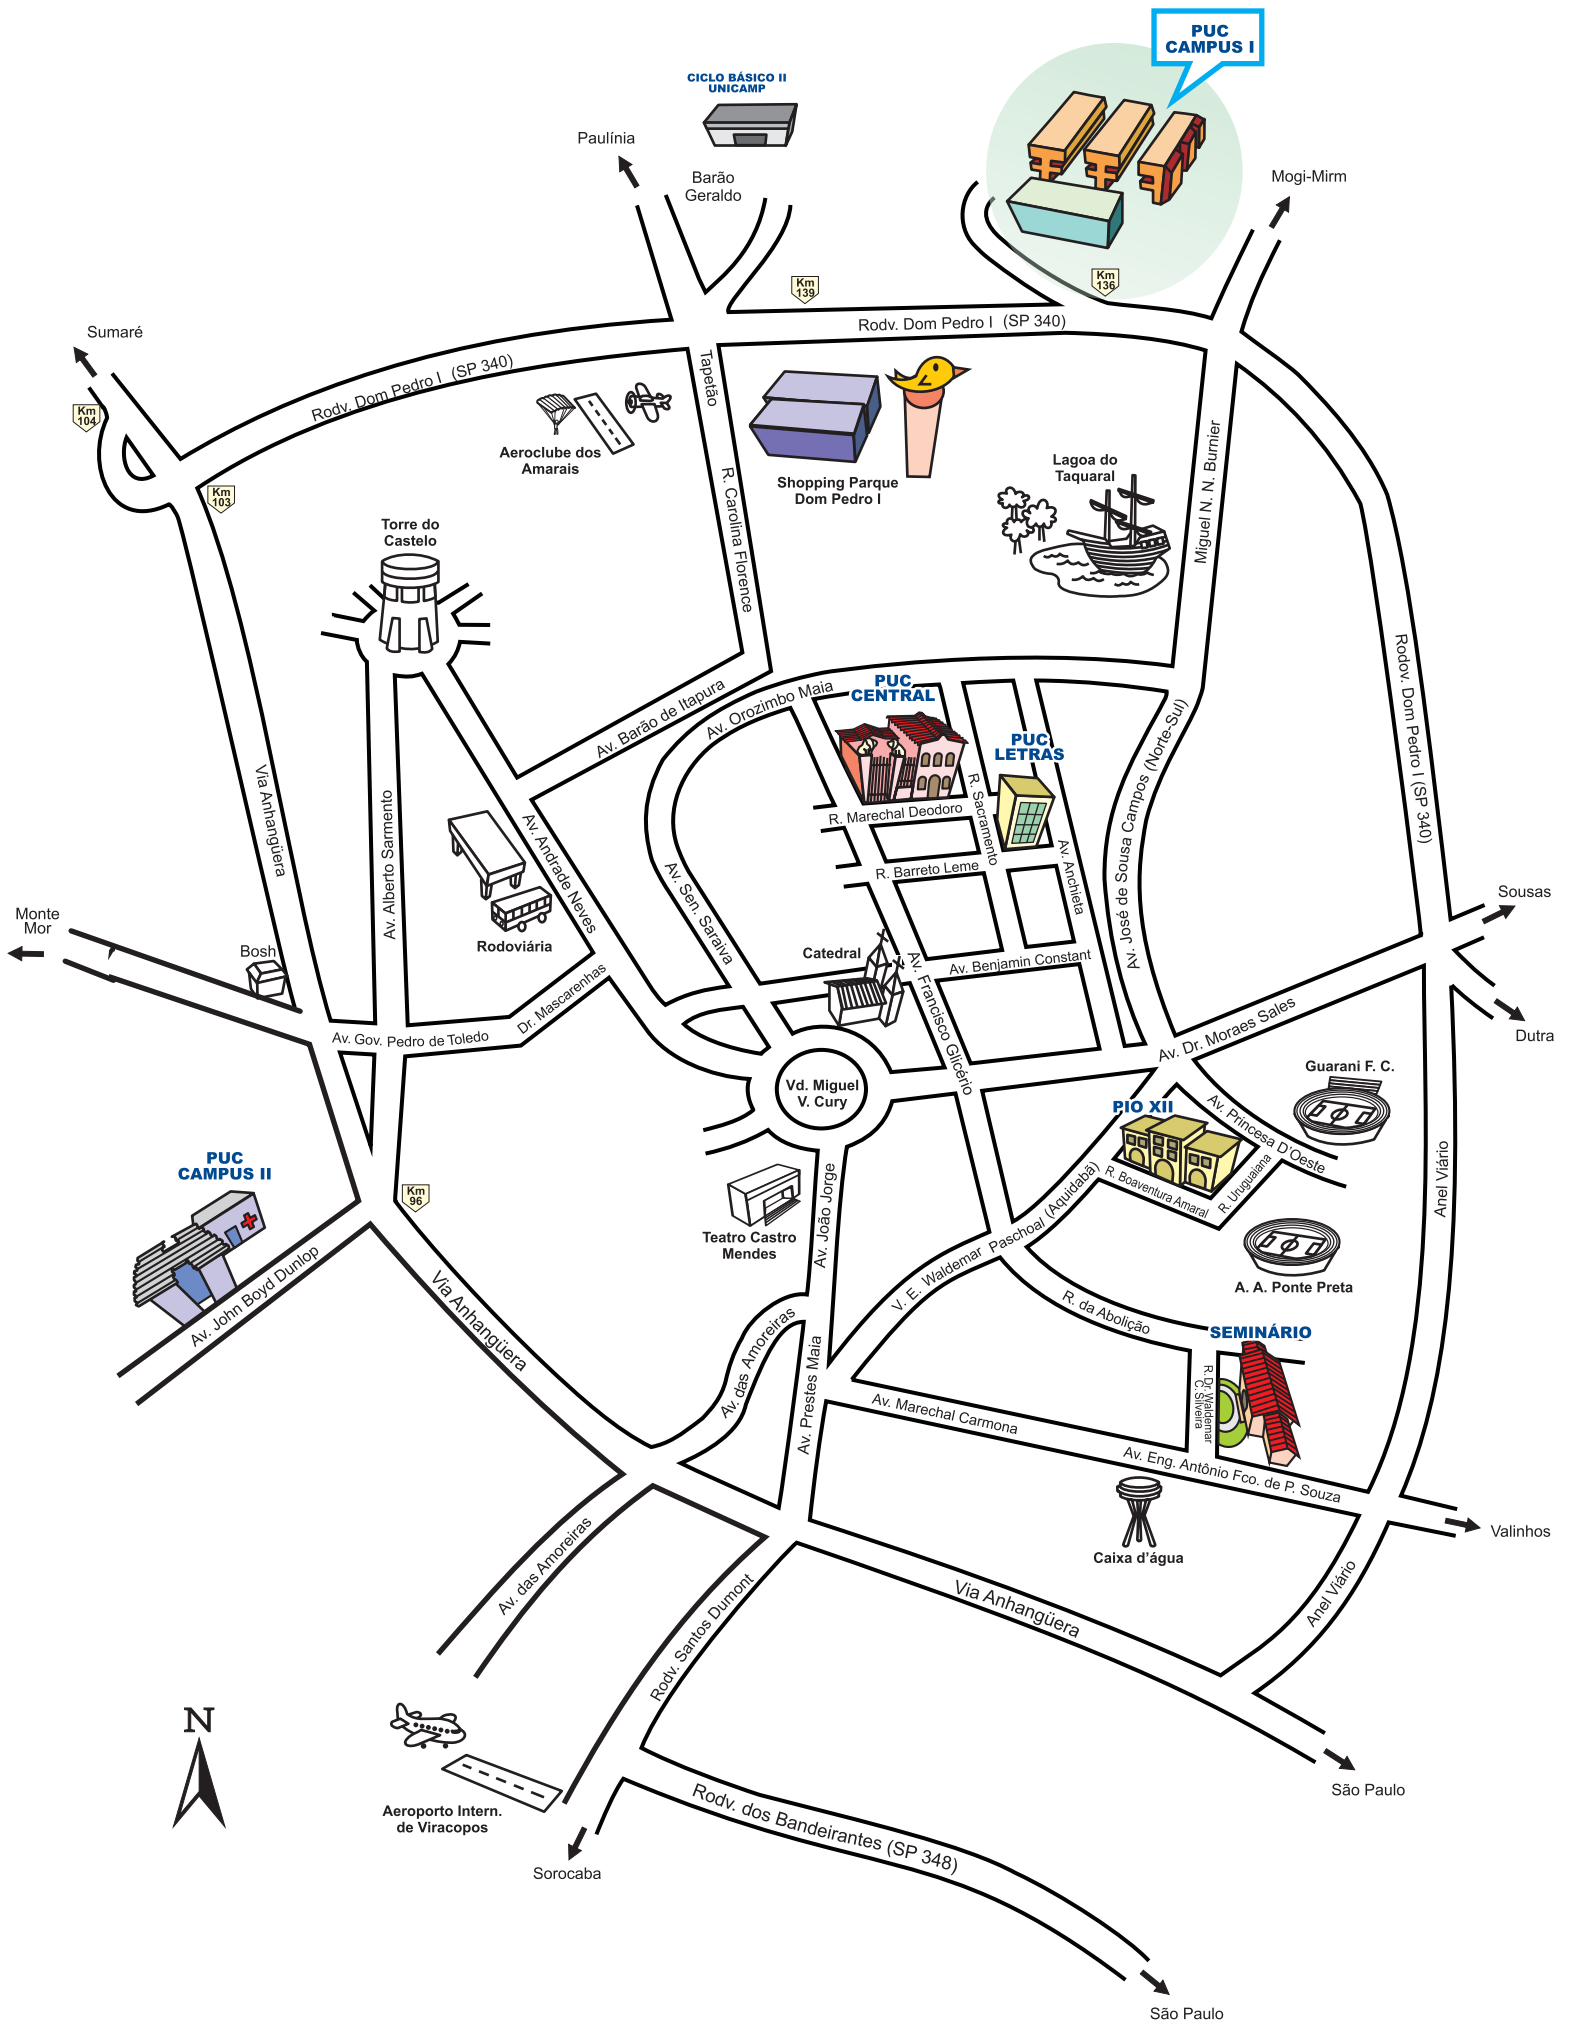 PUC
CAMPUS I
CICLO BÁSICO II
UNICAMP
Paulínia
Barão
Geraldo
Mogi-Mirm
Km
139
Km
136
Rodv. Dom Pedro I (SP 340)
Sumaré
Km
104
Rodv. Dom Pedro I (SP 340)
Tapetão
Aeroclube dos
Amarais
Shopping Parque
Dom Pedro I
Lagoa do
Taquaral
Miguel N. N. Burnier
Km
103
R. Carolina Florence
Torre do
Castelo
Rodov. Dom Pedro I (SP 340)
Av. Barão de Itapura
Av. Orozimbo Maia
PUC
CENTRAL
PUC
LETRAS
Av. José de Sousa Campos (Norte-Sul)
Via Anhangüera
Av. Alberto Sarmento
Av. Andrade Neves
R. Marechal Deodoro
R. Sacramento
R. Barreto Leme
Av. Anchieta
Av. Sen. Saraiva
Rodoviária
Monte
Mor
Bosh
Catedral
Av. Francisco Glicério
Av. Benjamin Constant
Sousas
Dutra
Av. Gov. Pedro de Toledo
Dr. Mascarenhas
Av. Dr. Moraes Sales
Vd. Miguel
V. Cury
Guarani F. C.
PIO XII
Av. Princesa D'Oeste
R. Boaventura Amaral
R. Uruguaiana
Anel Viário
PUC
CAMPUS II
Km
96
Teatro Castro
Mendes
Av. João Jorge
V. E. Waldemar Paschoal (Aquidabã)
A. A. Ponte Preta
Av. John Boyd Dunlop
Via Anhangüera
Av. das Amoreiras
Av. Prestes Maia
R. da Abolição
SEMINÁRIO
R. Dr. Waldemar
C. Silveira
Av. Marechal Carmona
Av. Eng. Antônio Fco. de P. Souza
Caixa d'água
Valinhos
Av. das Amoreiras
Rodv. Santos Dumont
Via Anhangüera
Anel Viário
N
Aeroporto Intern.
de Viracopos
Sorocaba
Rodv. dos Bandeirantes (SP 348)
São Paulo
São Paulo